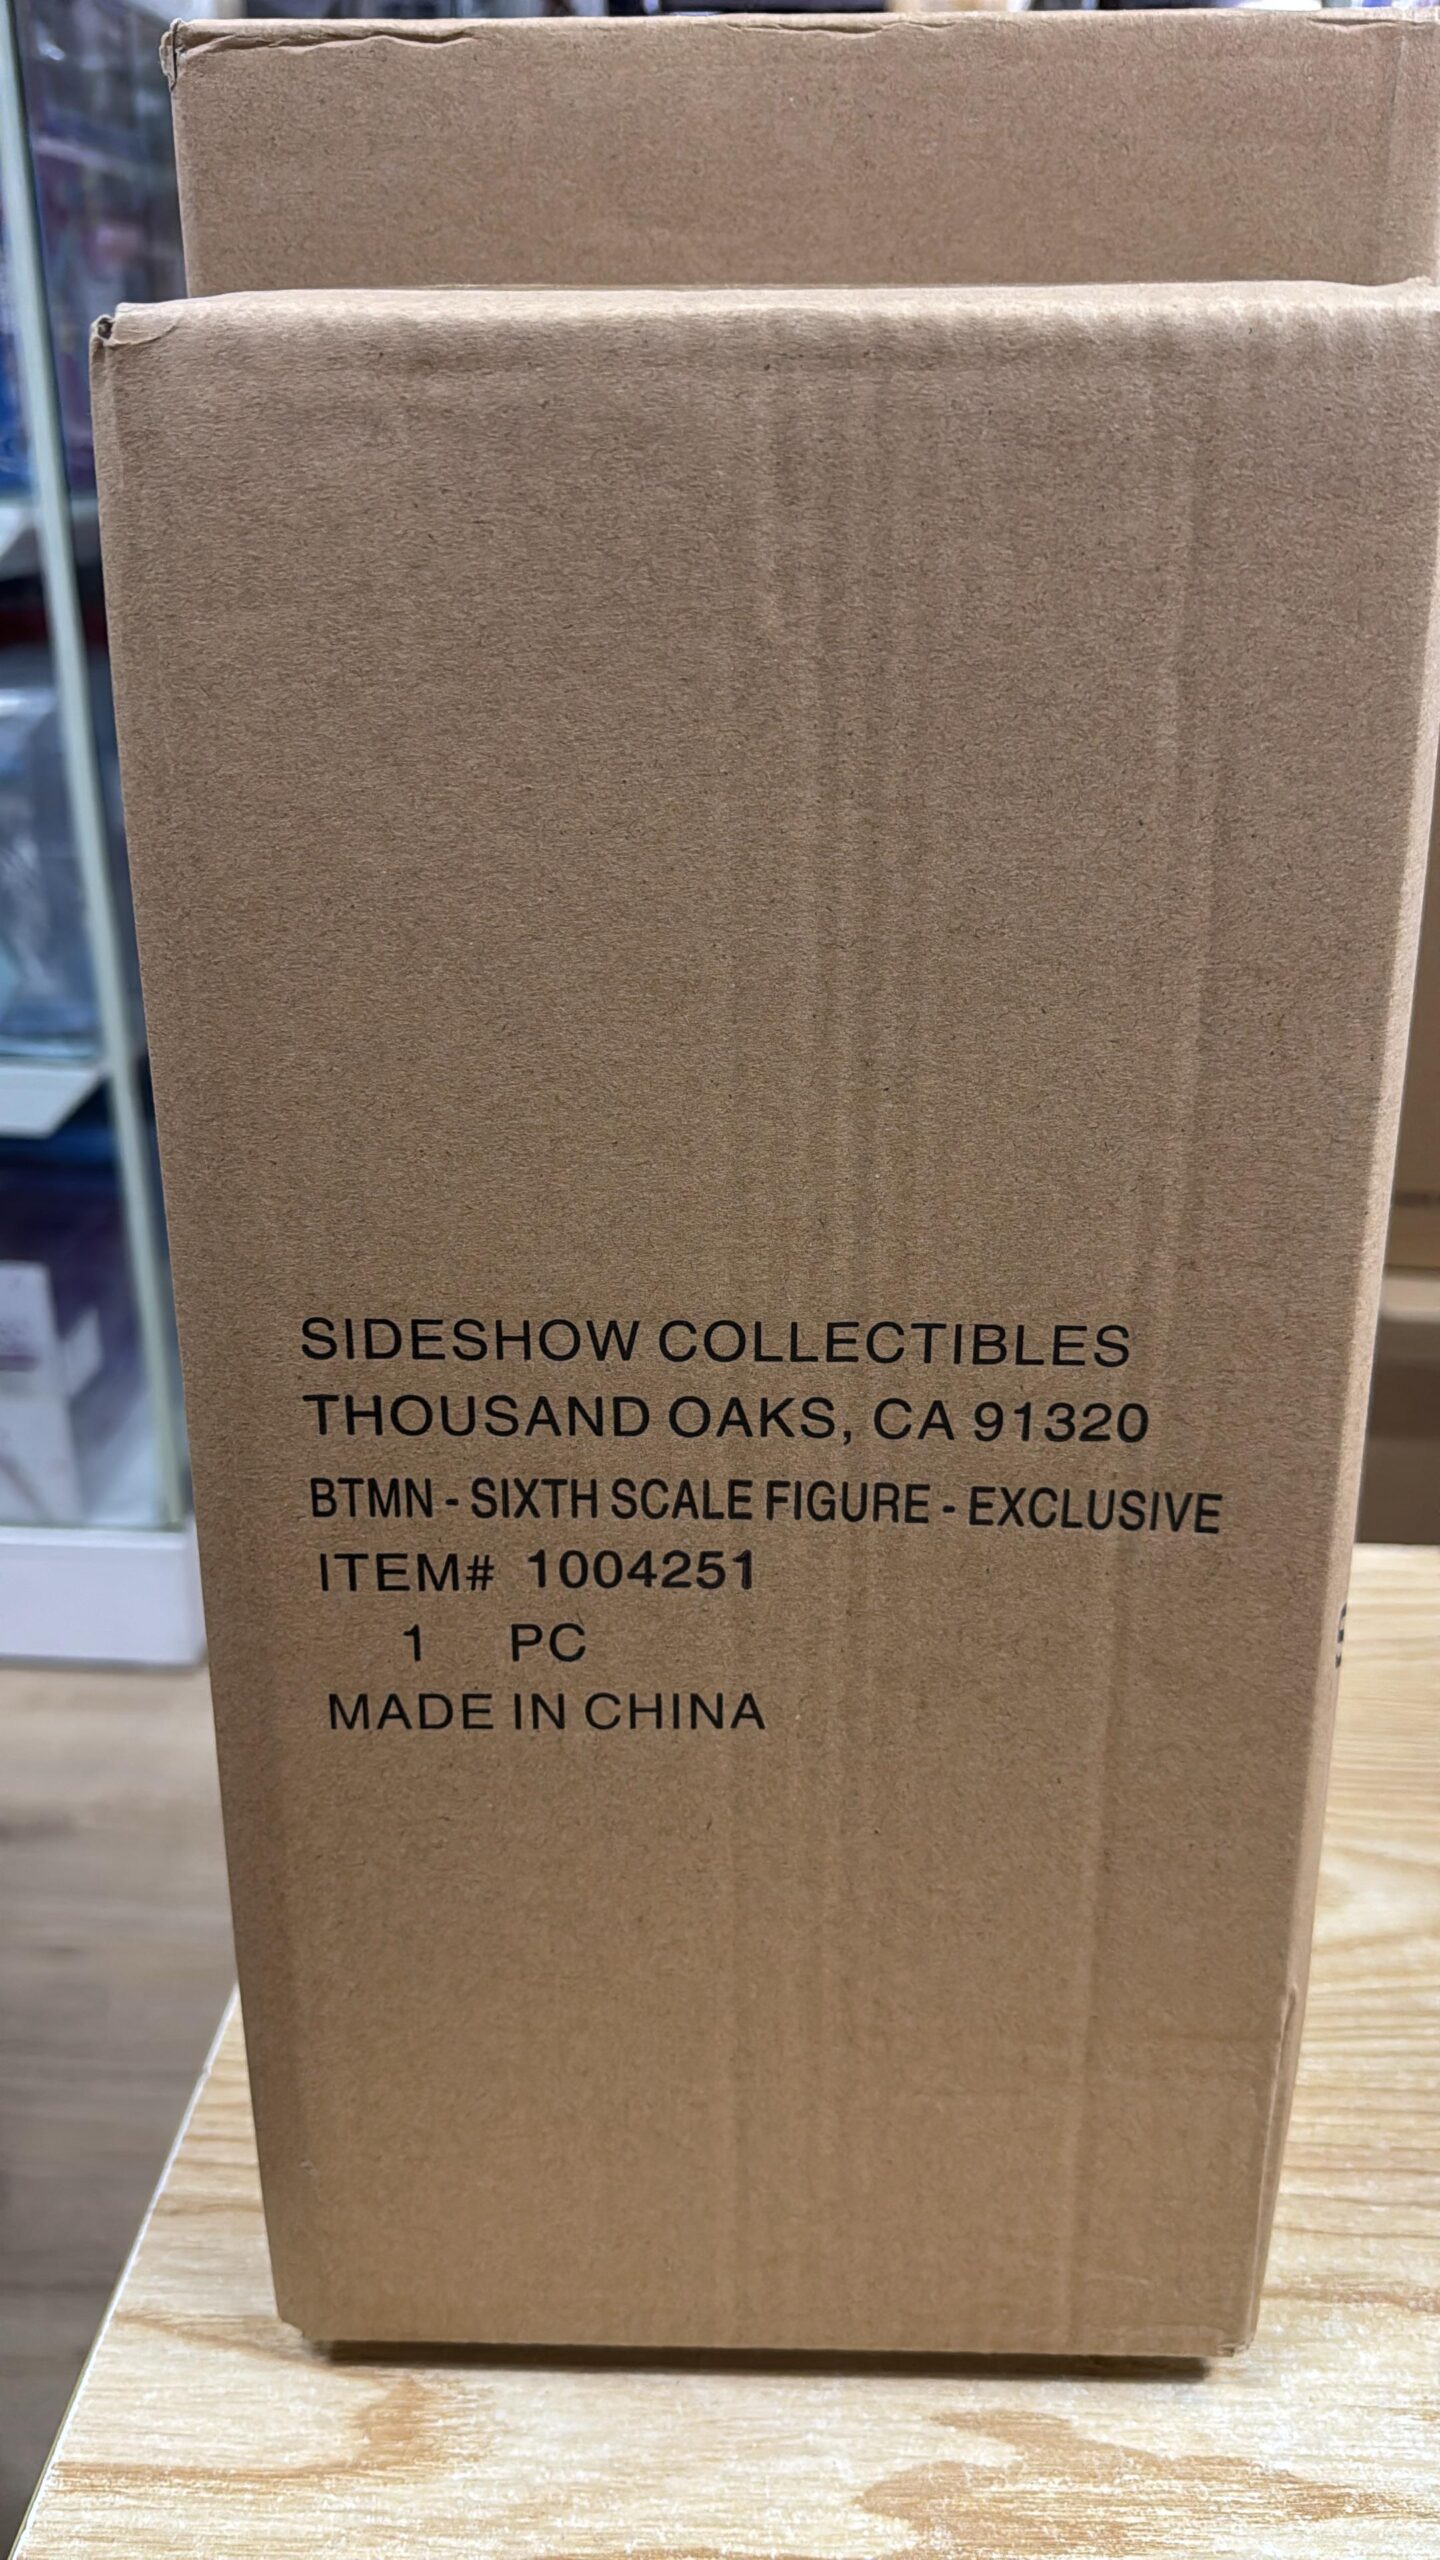 SIDESHOW COLLECTIBLES
THOUSAND OAKS, CA 91320
BTMN - SIXTH SCALE FIGURE - EXCLUSIVE
ITEM# 1004251
1 PC
MADE IN CHINA